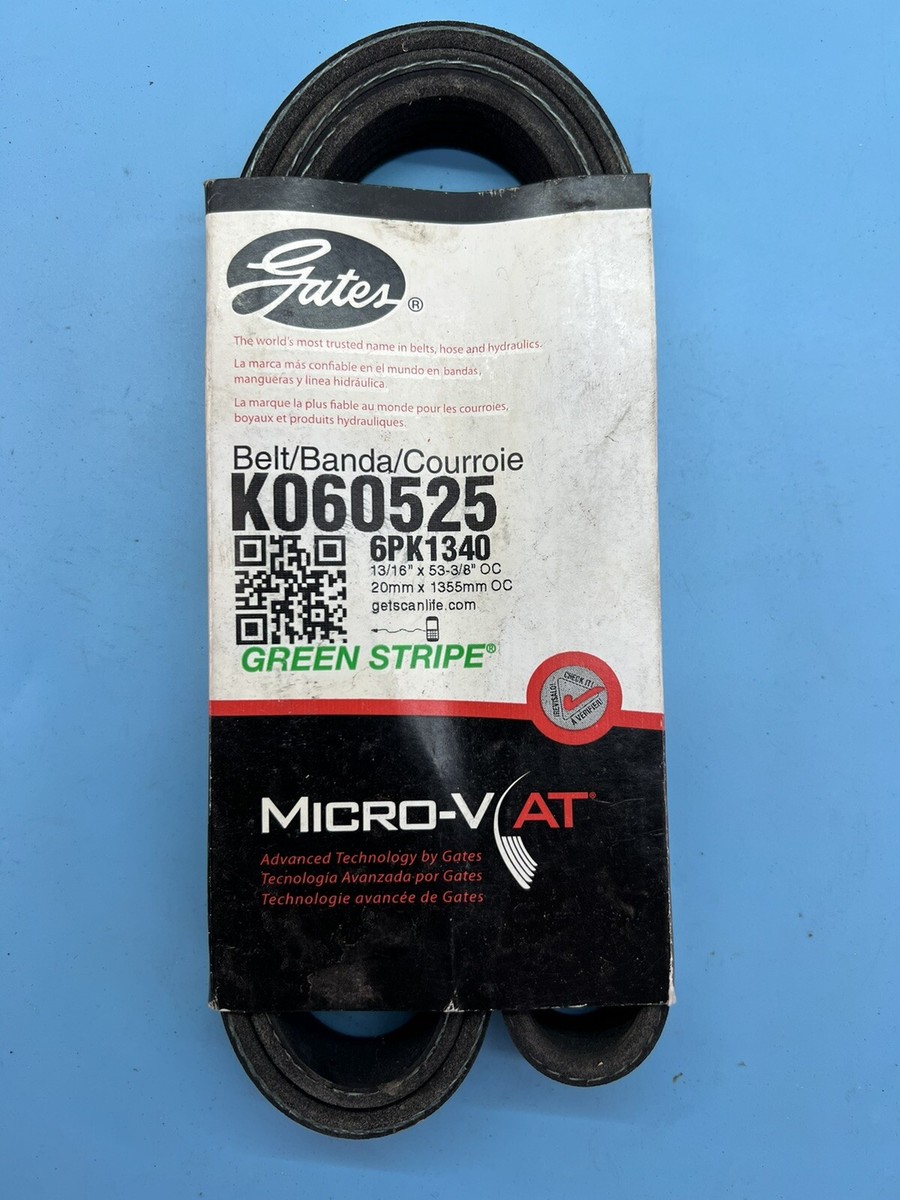 Gates®
The world's most trusted name in belts, hose and hydraulics.
La marca más confiable en el mundo en bandas,
mangueras y linea hidráulica.
La marque la plus fiable au monde pour les courroies,
boyaux et produits hydrauliques.
Belt/Banda/Courroie
K060525
6PK1340
13/16" x 53-3/8" OC
20mm x 1355mm OC
getscanlife.com
GREEN STRIPE®
CHECK IT!
¡REVISALO!
À VÉRIFIER!
MICRO-V AT®
Advanced Technology by Gates
Tecnología Avanzada por Gates
Technologie avancée de Gates